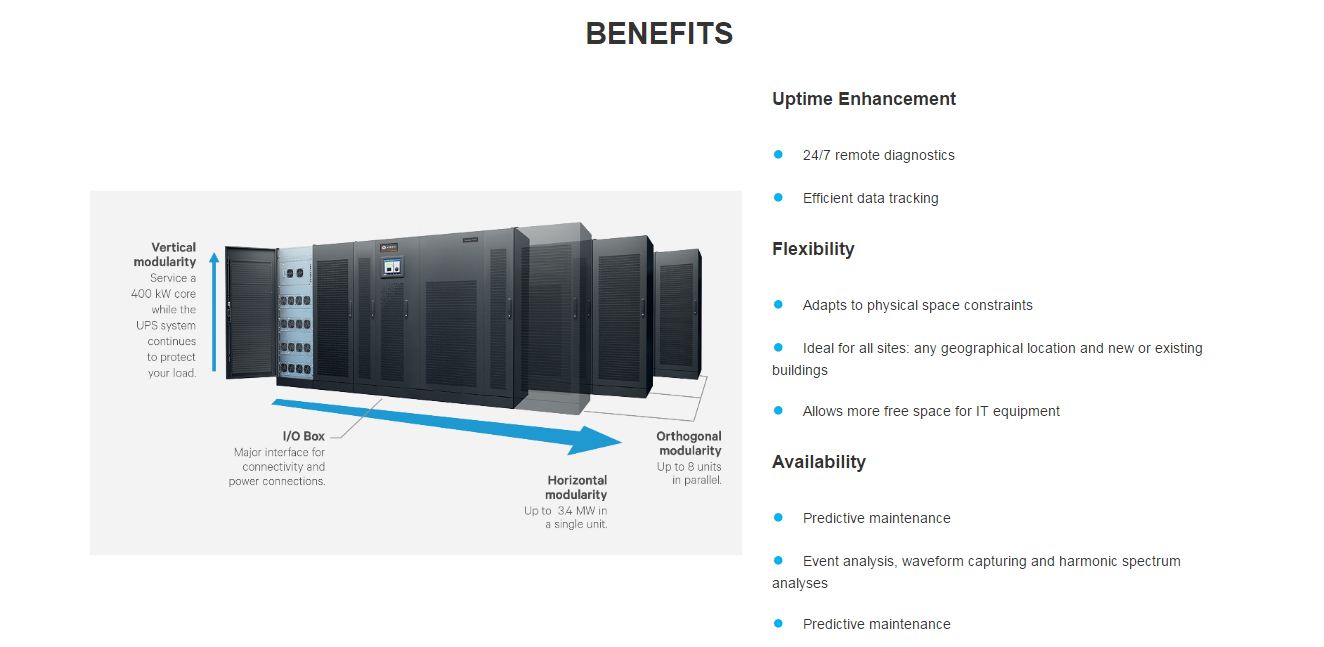 BENEFITS
Vertical
modularity
Service a
400 kW core
while the
UPS system
continues
to protect
your load.
I/O Box
Major interface for
connectivity and
power connections.
Horizontal
modularity
Up to 3.4 MW in
a single unit.
Orthogonal
modularity
Up to 8 units
in parallel.
Uptime Enhancement
24/7 remote diagnostics
Efficient data tracking
Flexibility
Adapts to physical space constraints
Ideal for all sites: any geographical location and new or existing
buildings
Allows more free space for IT equipment
Availability
Predictive maintenance
Event analysis, waveform capturing and harmonic spectrum
analyses
Predictive maintenance